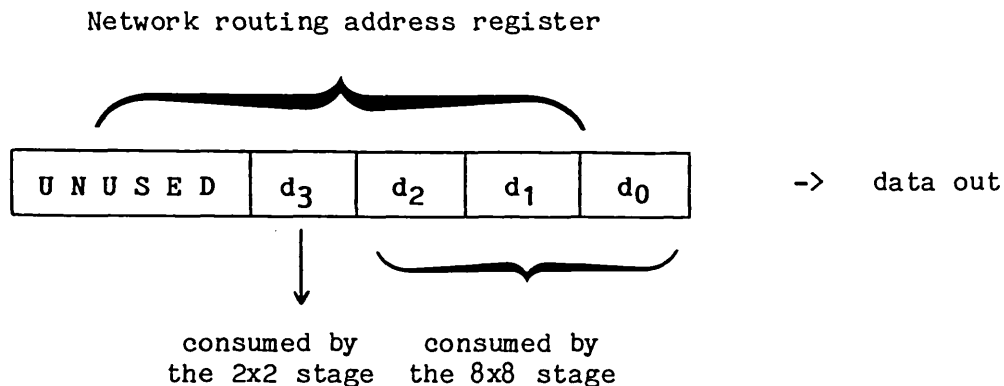 Network routing address register
U N U S E D d3 d2 d1 d0 -> data out
consumed by the 2x2 stage
consumed by the 8x8 stage